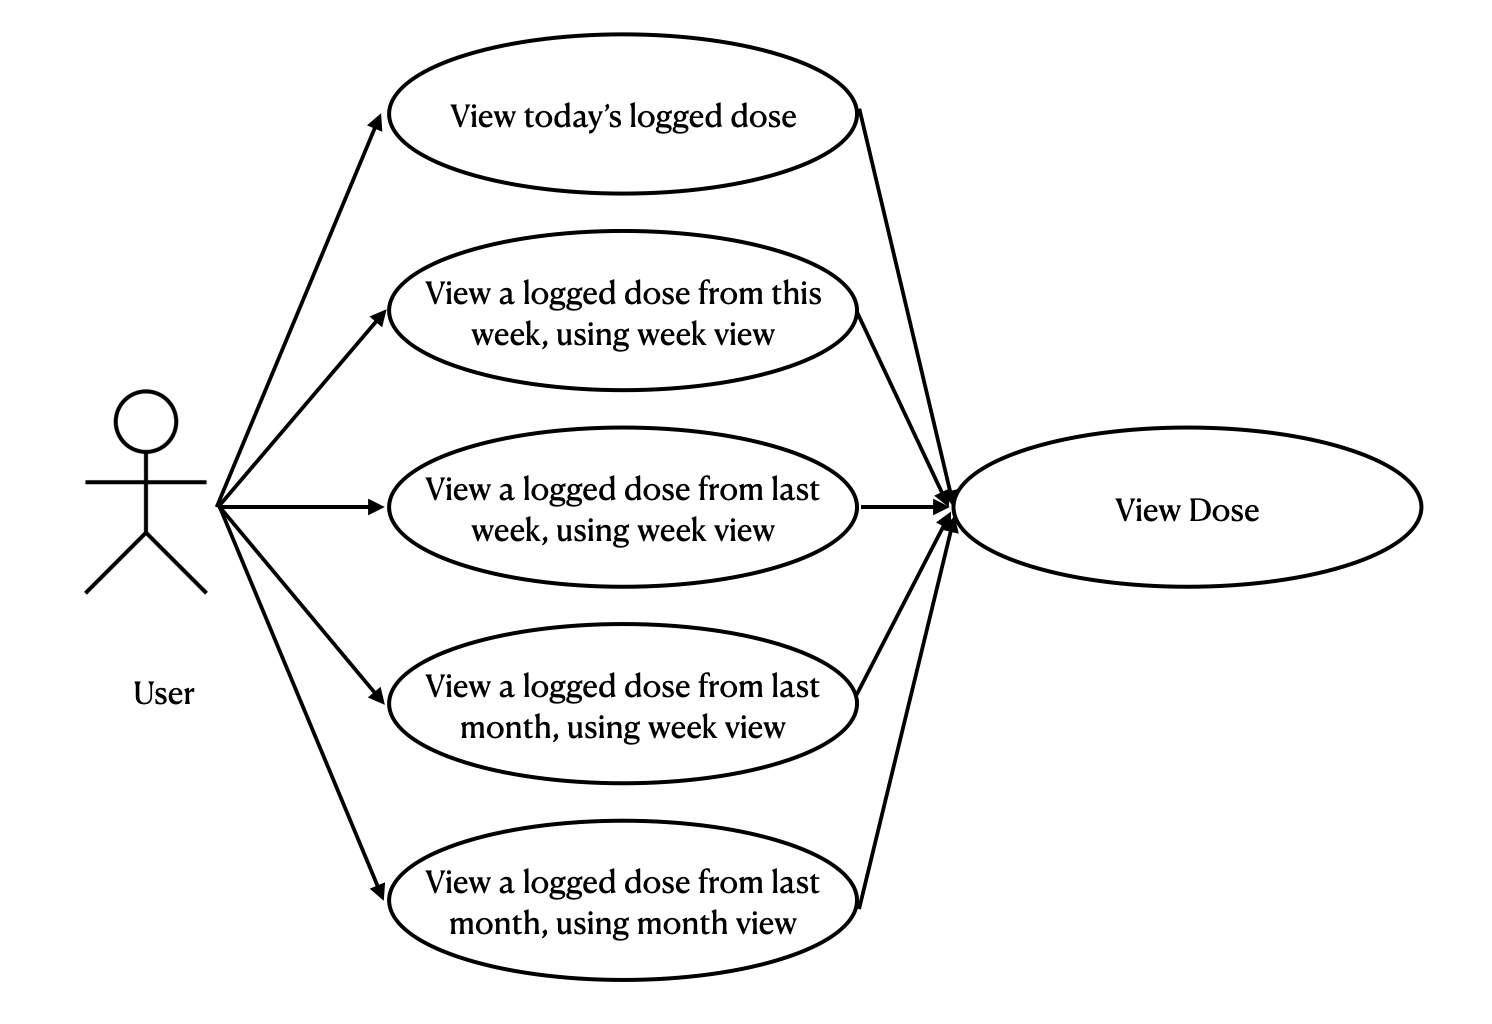 View today’s logged dose
View a logged dose from this
week, using week view
View a logged dose from last
week, using week view
View Dose
User
View a logged dose from last
month, using week view
View a logged dose from last
month, using month view